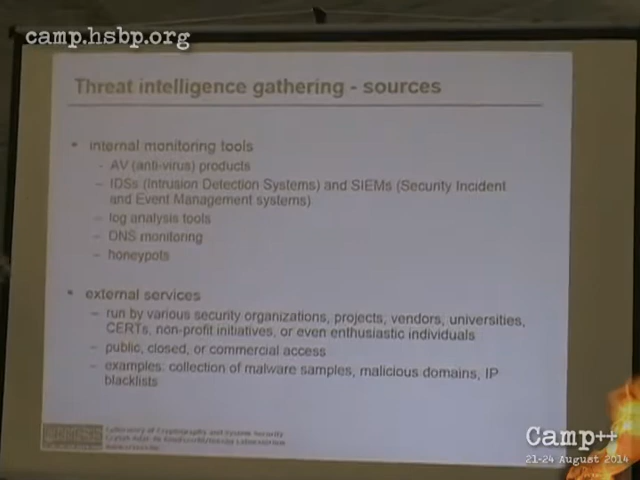 camp.hsbp.org
Threat intelligence gathering - sources
• internal monitoring tools
– AV (anti-virus) products
– IDSs (Intrusion Detection Systems) and SIEMs (Security Incident
and Event Management systems)
– log analysis tools
– DNS monitoring
– honeypots
• external services
– run by various security organizations, projects, vendors, universities,
CERTs, non-profit initiatives, or even enthusiastic individuals
– public, closed, or commercial access
– examples: collection of malware samples, malicious domains, IP
blacklists
Laboratory of Cryptography and System Security
Camp++
21-24 August 2014